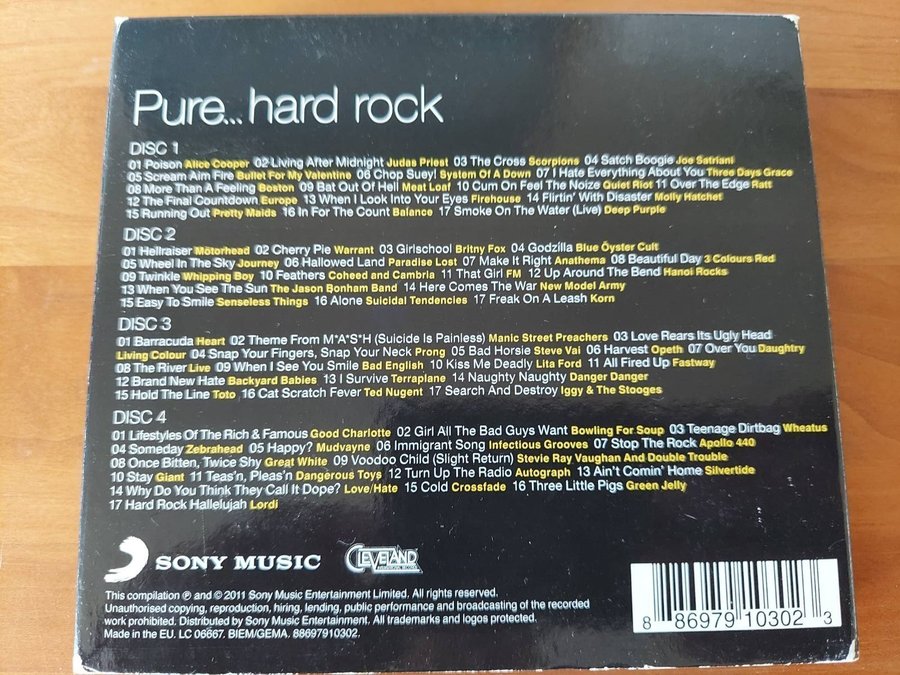 Pure... hard rock
DISC 1
01 Poison Alice Cooper 02 Living After Midnight Judas Priest 03 The Cross Scorpions 04 Satch Boogie Joe Satriani
05 Scream Aim Fire Bullet For My Valentine 06 Chop Suey! System Of A Down 07 I Hate Everything About You Three Days Grace
08 More Than A Feeling Boston 09 Bat Out Of Hell Meat Loaf 10 Cum On Feel The Noize Quiet Riot 11 Over The Edge Ratt
12 The Final Countdown Europe 13 When I Look Into Your Eyes Firehouse 14 Flirtin' With Disaster Molly Hatchet
15 Running Out Pretty Maids 16 In For The Count Balance 17 Smoke On The Water (Live) Deep Purple
DISC 2
01 Hellraiser Motörhead 02 Cherry Pie Warrant 03 Girlschool Britny Fox 04 Godzilla Blue Öyster Cult
05 Wheel In The Sky Journey 06 Hallowed Land Paradise Lost 07 Make It Right Anathema 08 Beautiful Day 3 Colours Red
09 Twinkle Whipping Boy 10 Feathers Coheed and Cambria 11 That Girl FM 12 Up Around The Bend Hanoi Rocks
13 When You See The Sun The Jason Bonham Band 14 Here Comes The War New Model Army
15 Easy To Smile Senseless Things 16 Alone Suicidal Tendencies 17 Freak On A Leash Korn
DISC 3
01 Barracuda Heart 02 Theme From M*A*S*H (Suicide Is Painless) Manic Street Preachers 03 Love Rears Its Ugly Head
Living Colour 04 Snap Your Fingers, Snap Your Neck Prong 05 Bad Horsie Steve Vai 06 Harvest Opeth 07 Over You Daughtry
08 The River Live 09 When I See You Smile Bad English 10 Kiss Me Deadly Lita Ford 11 All Fired Up Fastway
12 Brand New Hate Backyard Babies 13 I Survive Terraplane 14 Naughty Naughty Danger Danger
15 Hold The Line Toto 16 Cat Scratch Fever Ted Nugent 17 Search And Destroy Iggy & The Stooges
DISC 4
01 Lifestyles Of The Rich & Famous Good Charlotte 02 Girl All The Bad Guys Want Bowling For Soup 03 Teenage Dirtbag Wheatus
04 Someday Zebrahead 05 Happy? Mudvayne 06 Immigrant Song Infectious Grooves 07 Stop The Rock Apollo 440
08 Once Bitten, Twice Shy Great White 09 Voodoo Child (Slight Return) Stevie Ray Vaughan And Double Trouble
10 Stay Giant 11 Teas'n, Pleas'n Dangerous Toys 12 Turn Up The Radio Autograph 13 Ain't Comin' Home Silvertide
14 Why Do You Think They Call It Dope? Love/Hate 15 Cold Crossfade 16 Three Little Pigs Green Jelly
17 Hard Rock Hallelujah Lordi
SONY MUSIC CLEVELAND
This compilation ℗ and © 2011 Sony Music Entertainment Limited. All rights reserved.
Unauthorised copying, reproduction, hiring, lending, public performance and broadcasting of the recorded
work prohibited. Distributed by Sony Music Entertainment. All trademarks and logos protected.
Made in the EU. LC 06667. BIEM/GEMA. 88697910302.
8 86979 10302 3